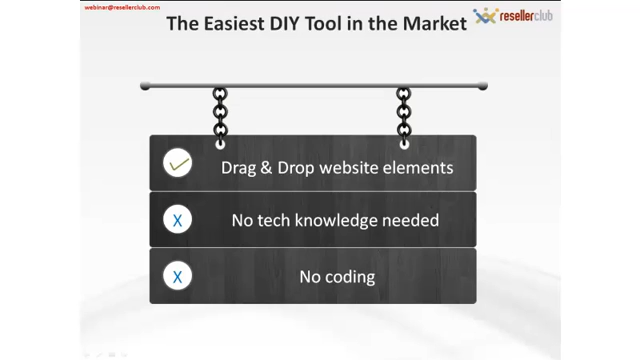 webinar@resellerclub.com
The Easiest DIY Tool in the Market
resellerclub
Drag & Drop website elements
X No tech knowledge needed
X No coding